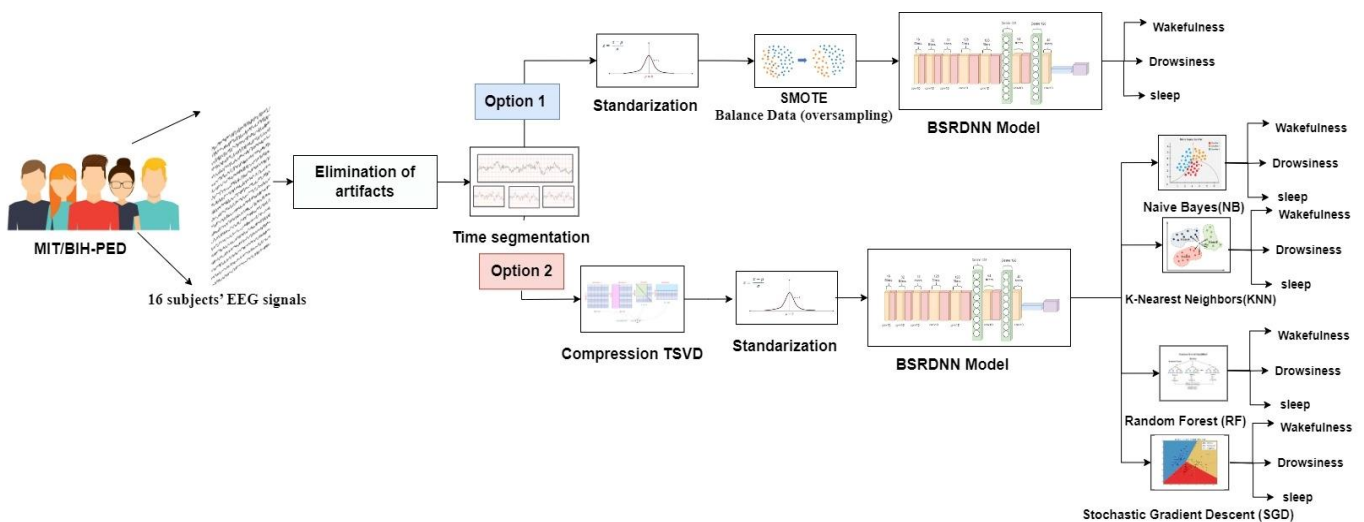 MIT/BIH-PED
16 subjects' EEG signals
Elimination of
artifacts
Option 1
Time segmentation
Option 2
Standarization
SMOTE
Balance Data (oversampling)
BSRDNN Model
Wakefulness
Drowsiness
sleep
Compression TSVD
Standarization
BSRDNN Model
Wakefulness
Drowsiness
sleep
Naive Bayes(NB)
Wakefulness
Drowsiness
sleep
K-Nearest Neighbors(KNN)
Wakefulness
Drowsiness
sleep
Random Forest (RF)
Wakefulness
Drowsiness
sleep
Stochastic Gradient Descent (SGD)